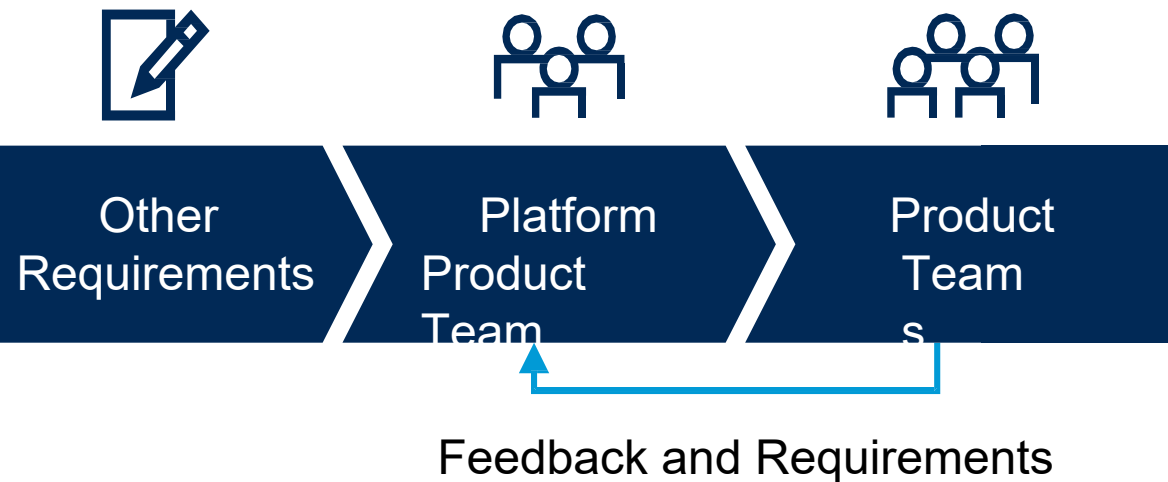 Other
Requirements
Platform
Product
Team
Product
Team
s
Feedback and Requirements